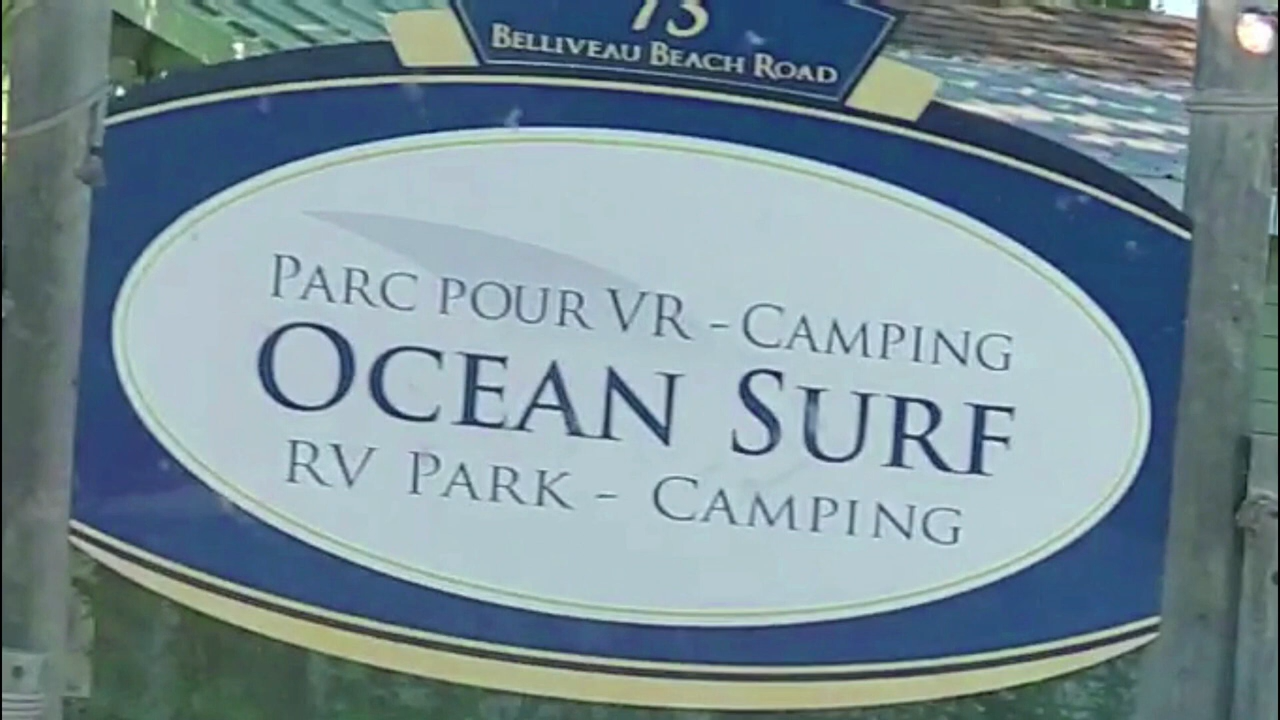 73
BELLIVEAU BEACH ROAD
PARC POUR VR - CAMPING
OCEAN SURF
RV PARK - CAMPING